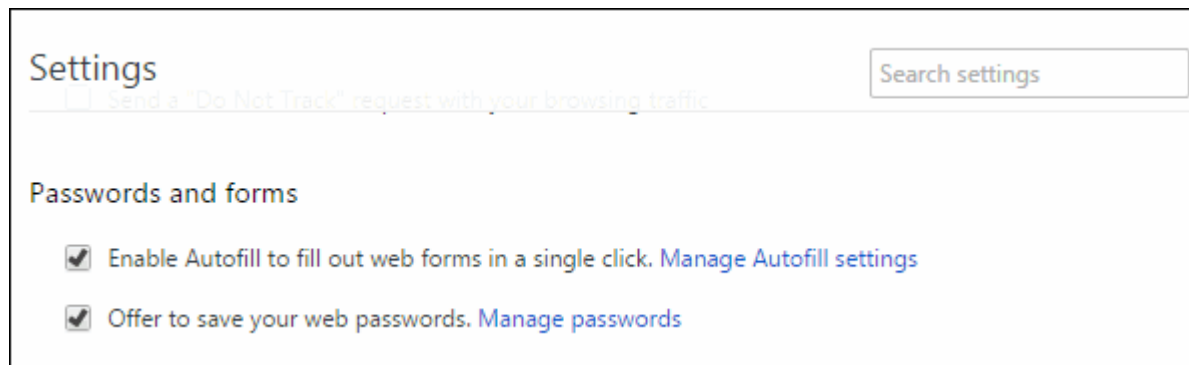 Settings
Search settings
Send a "Do Not Track" request with your browsing traffic
Passwords and forms
Enable Autofill to fill out web forms in a single click. Manage Autofill settings
Offer to save your web passwords. Manage passwords